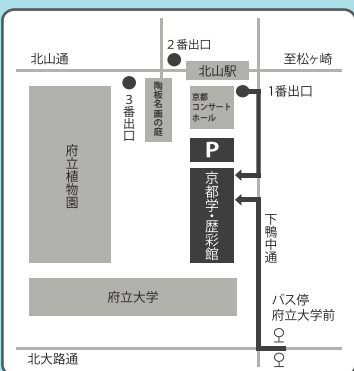 2番出口
北山通
北山駅
至松ヶ崎
3番出口
陶板名画の庭
京都
コンサート
ホール
1番出口
P
府立植物園
京都学・歴彩館
下鴨中通
府立大学
バス停
府立大学前
北大路通